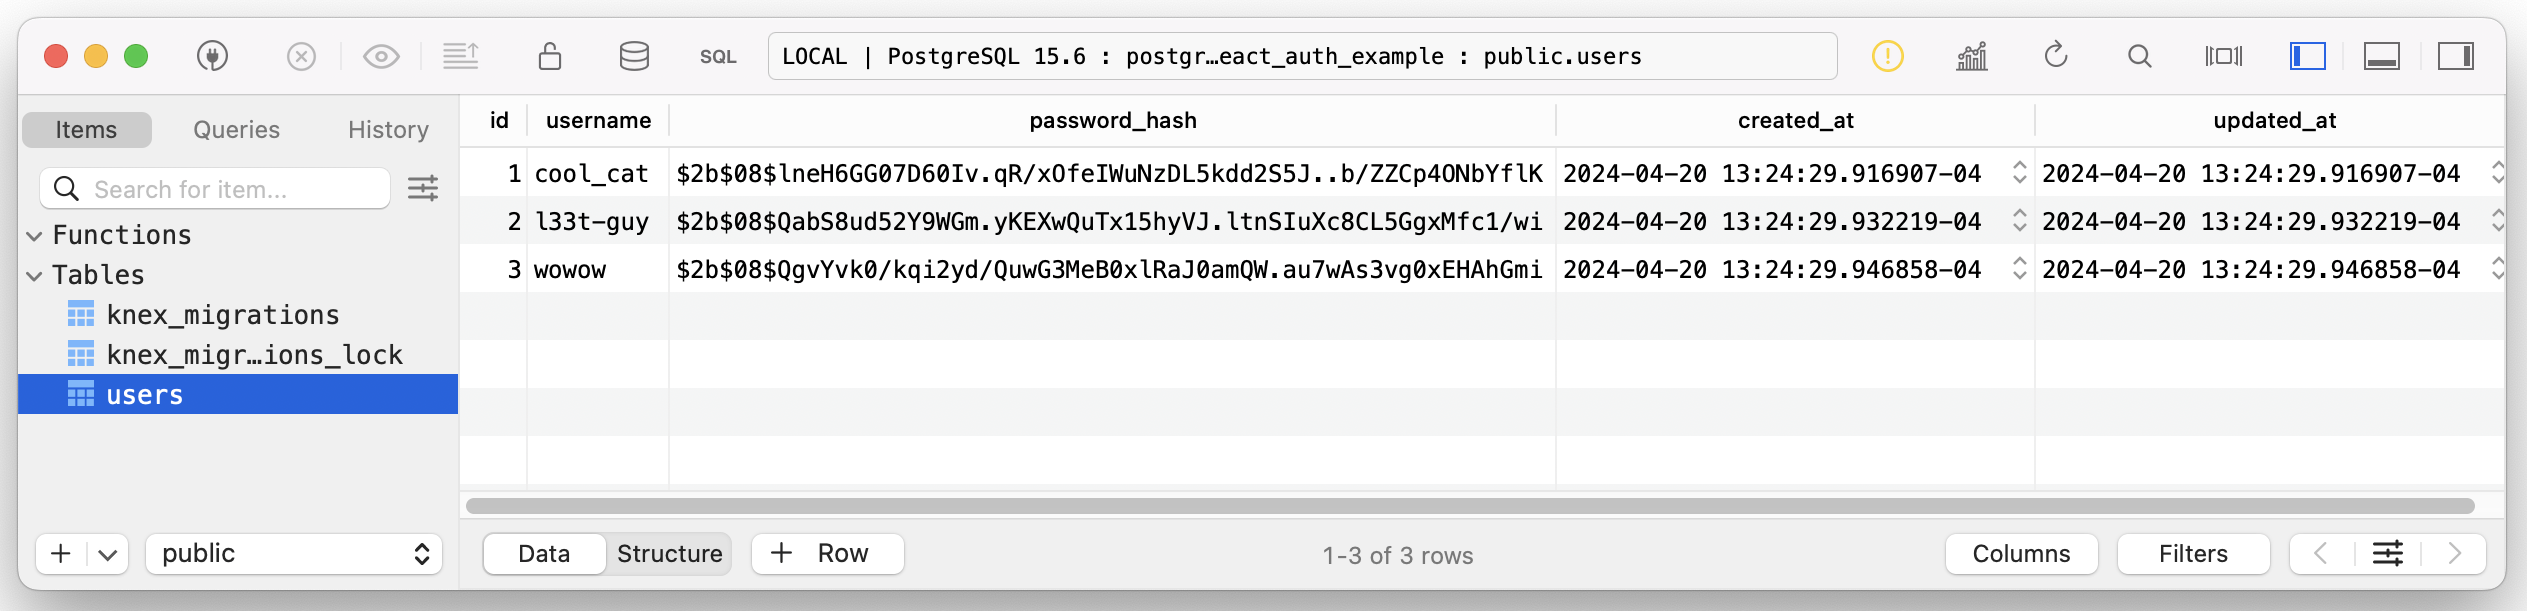 SQL LOCAL | PostgreSQL 15.6 : postgr…eact_auth_example : public.users
Items Queries History
Search for item...
Functions
Tables
knex_migrations
knex_migr…ions_lock
users
public
id username password_hash created_at updated_at
1 cool_cat $2b$08$lneH6GG07D60Iv.qR/xOfeIWuNzDL5kdd2S5J..b/ZZCp4ONbYflK 2024-04-20 13:24:29.916907-04 2024-04-20 13:24:29.916907-04
2 l33t-guy $2b$08$QabS8ud52Y9WGm.yKEXwQuTx15hyVJ.ltnSIuXc8CL5GgxMfc1/wi 2024-04-20 13:24:29.932219-04 2024-04-20 13:24:29.932219-04
3 wowow $2b$08$QgvYvk0/kqi2yd/QuwG3MeB0xlRaJ0amQW.au7wAs3vg0xEHAhGmi 2024-04-20 13:24:29.946858-04 2024-04-20 13:24:29.946858-04
Data Structure + Row 1-3 of 3 rows Columns Filters